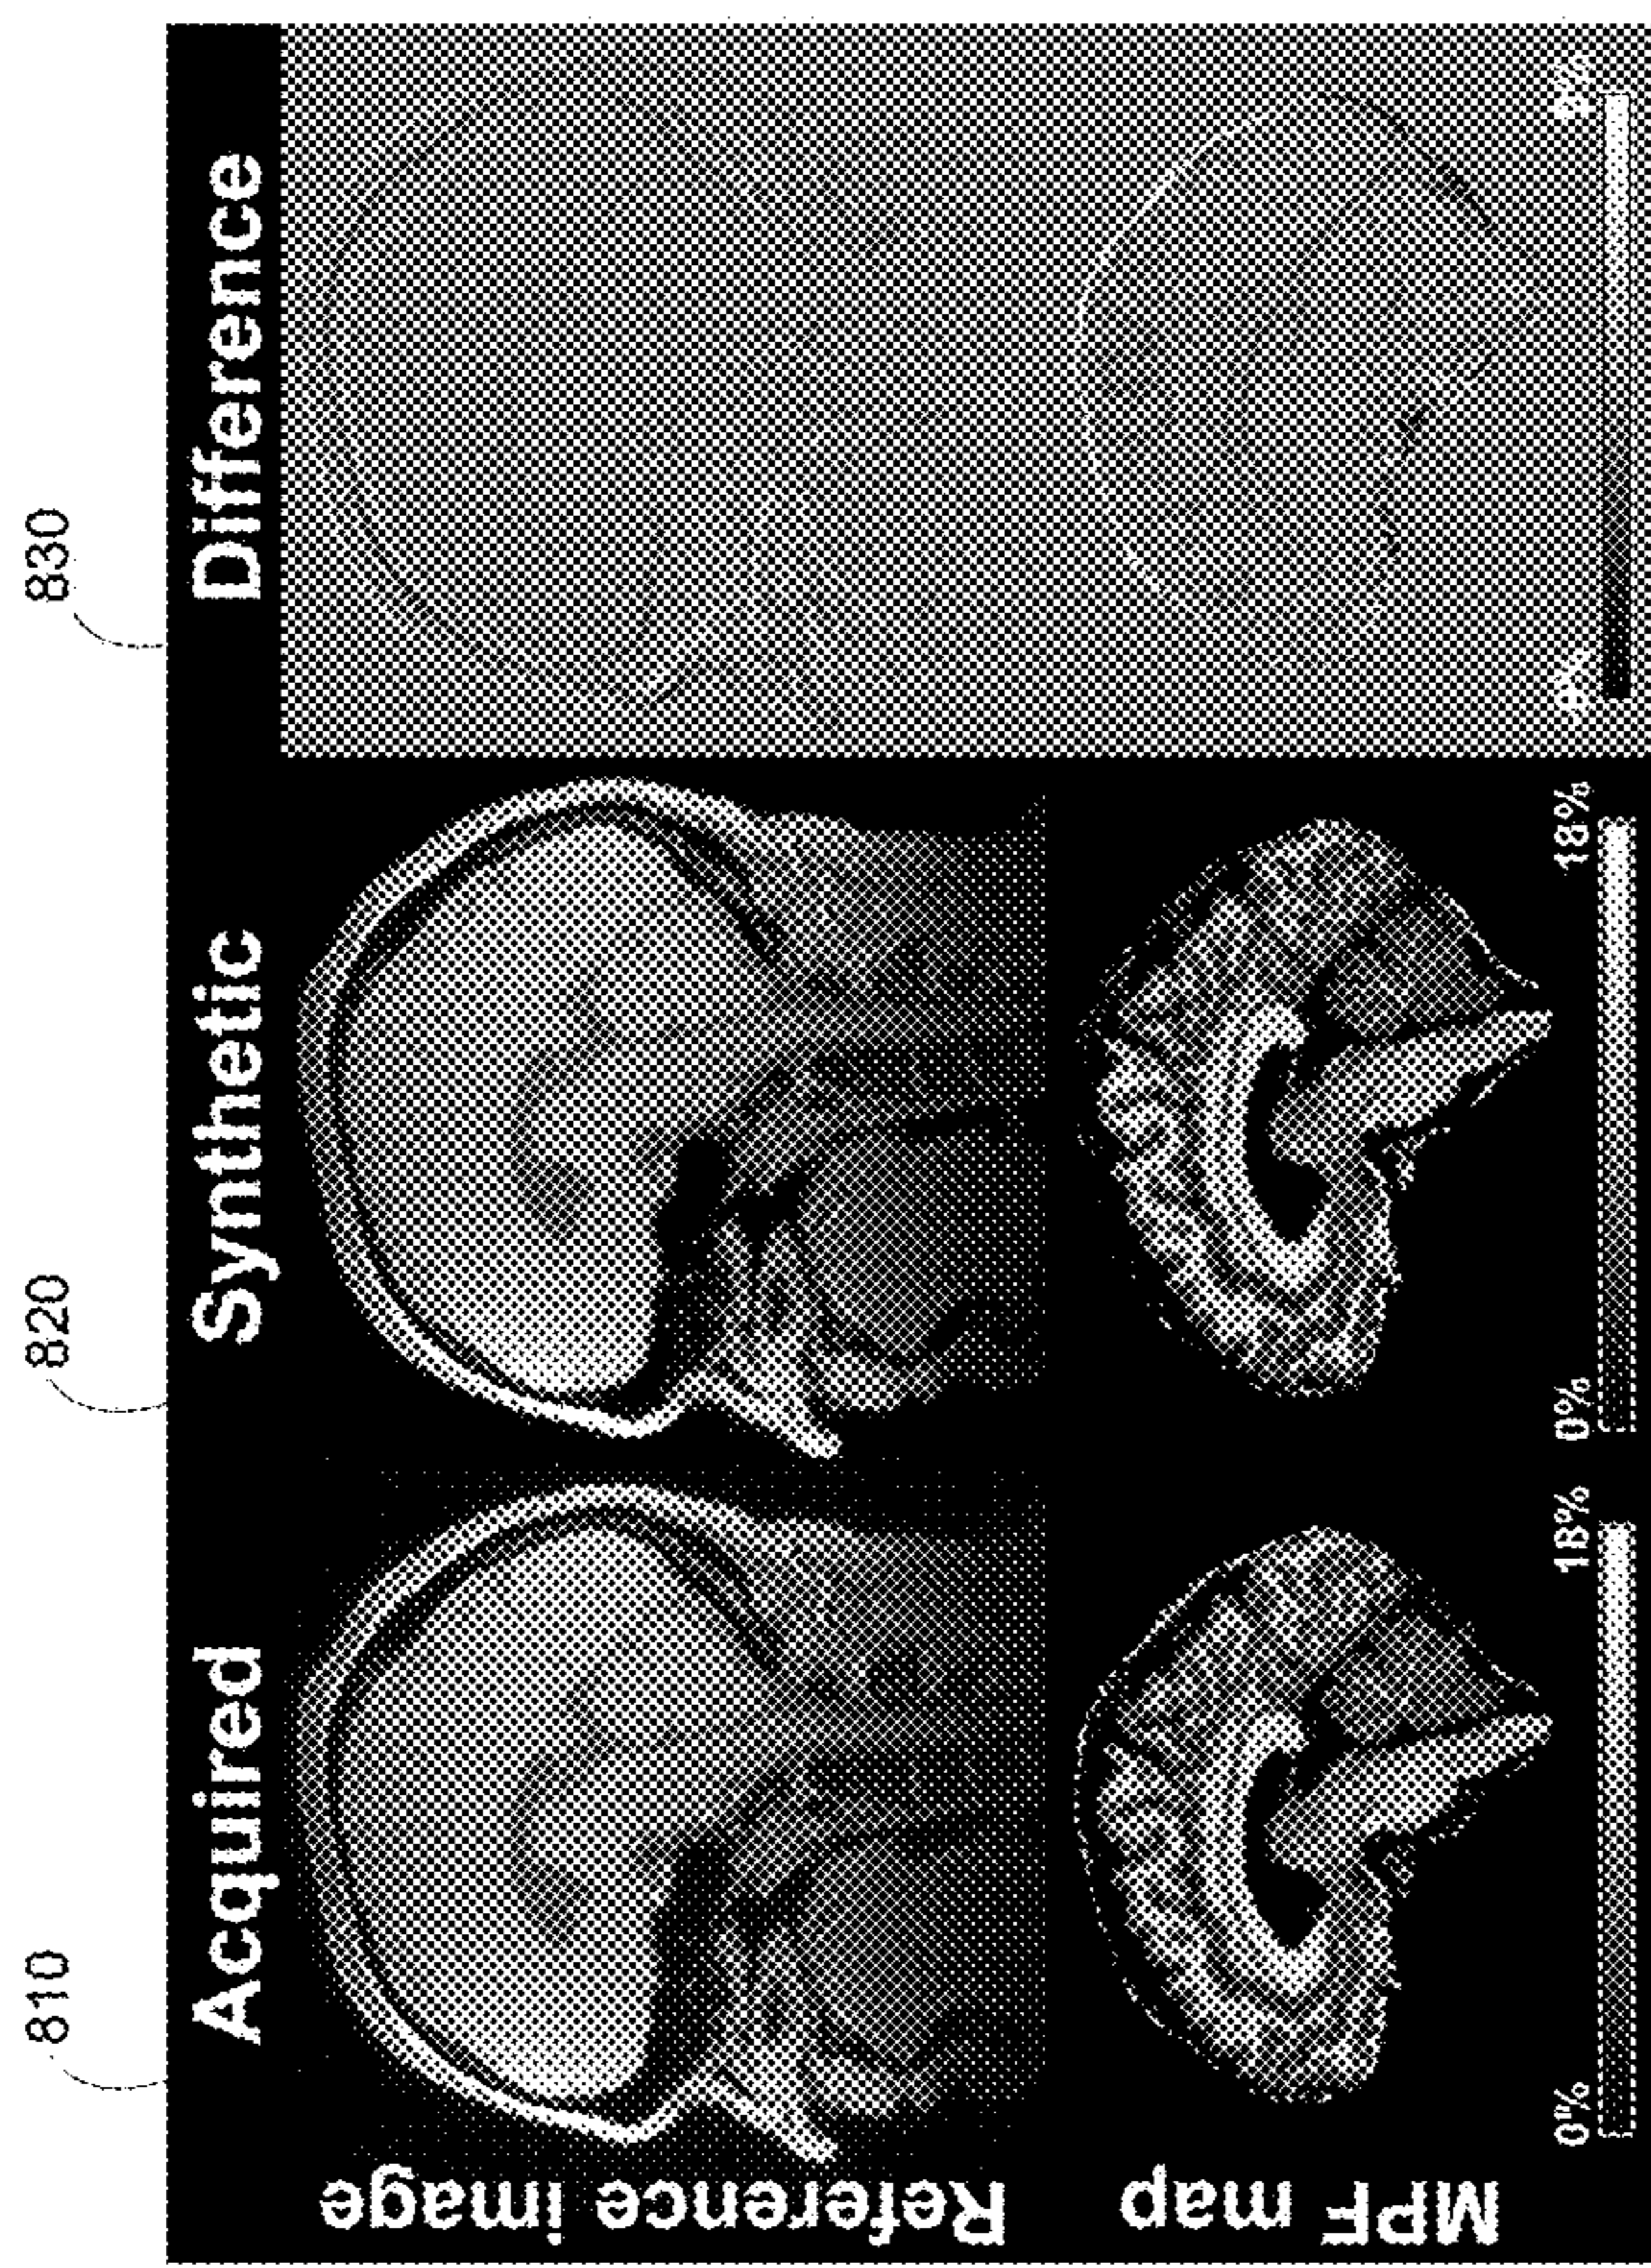 810 820 830
Acquired Synthetic Difference
Reference image
MPF map
0% 18% 0% 18%